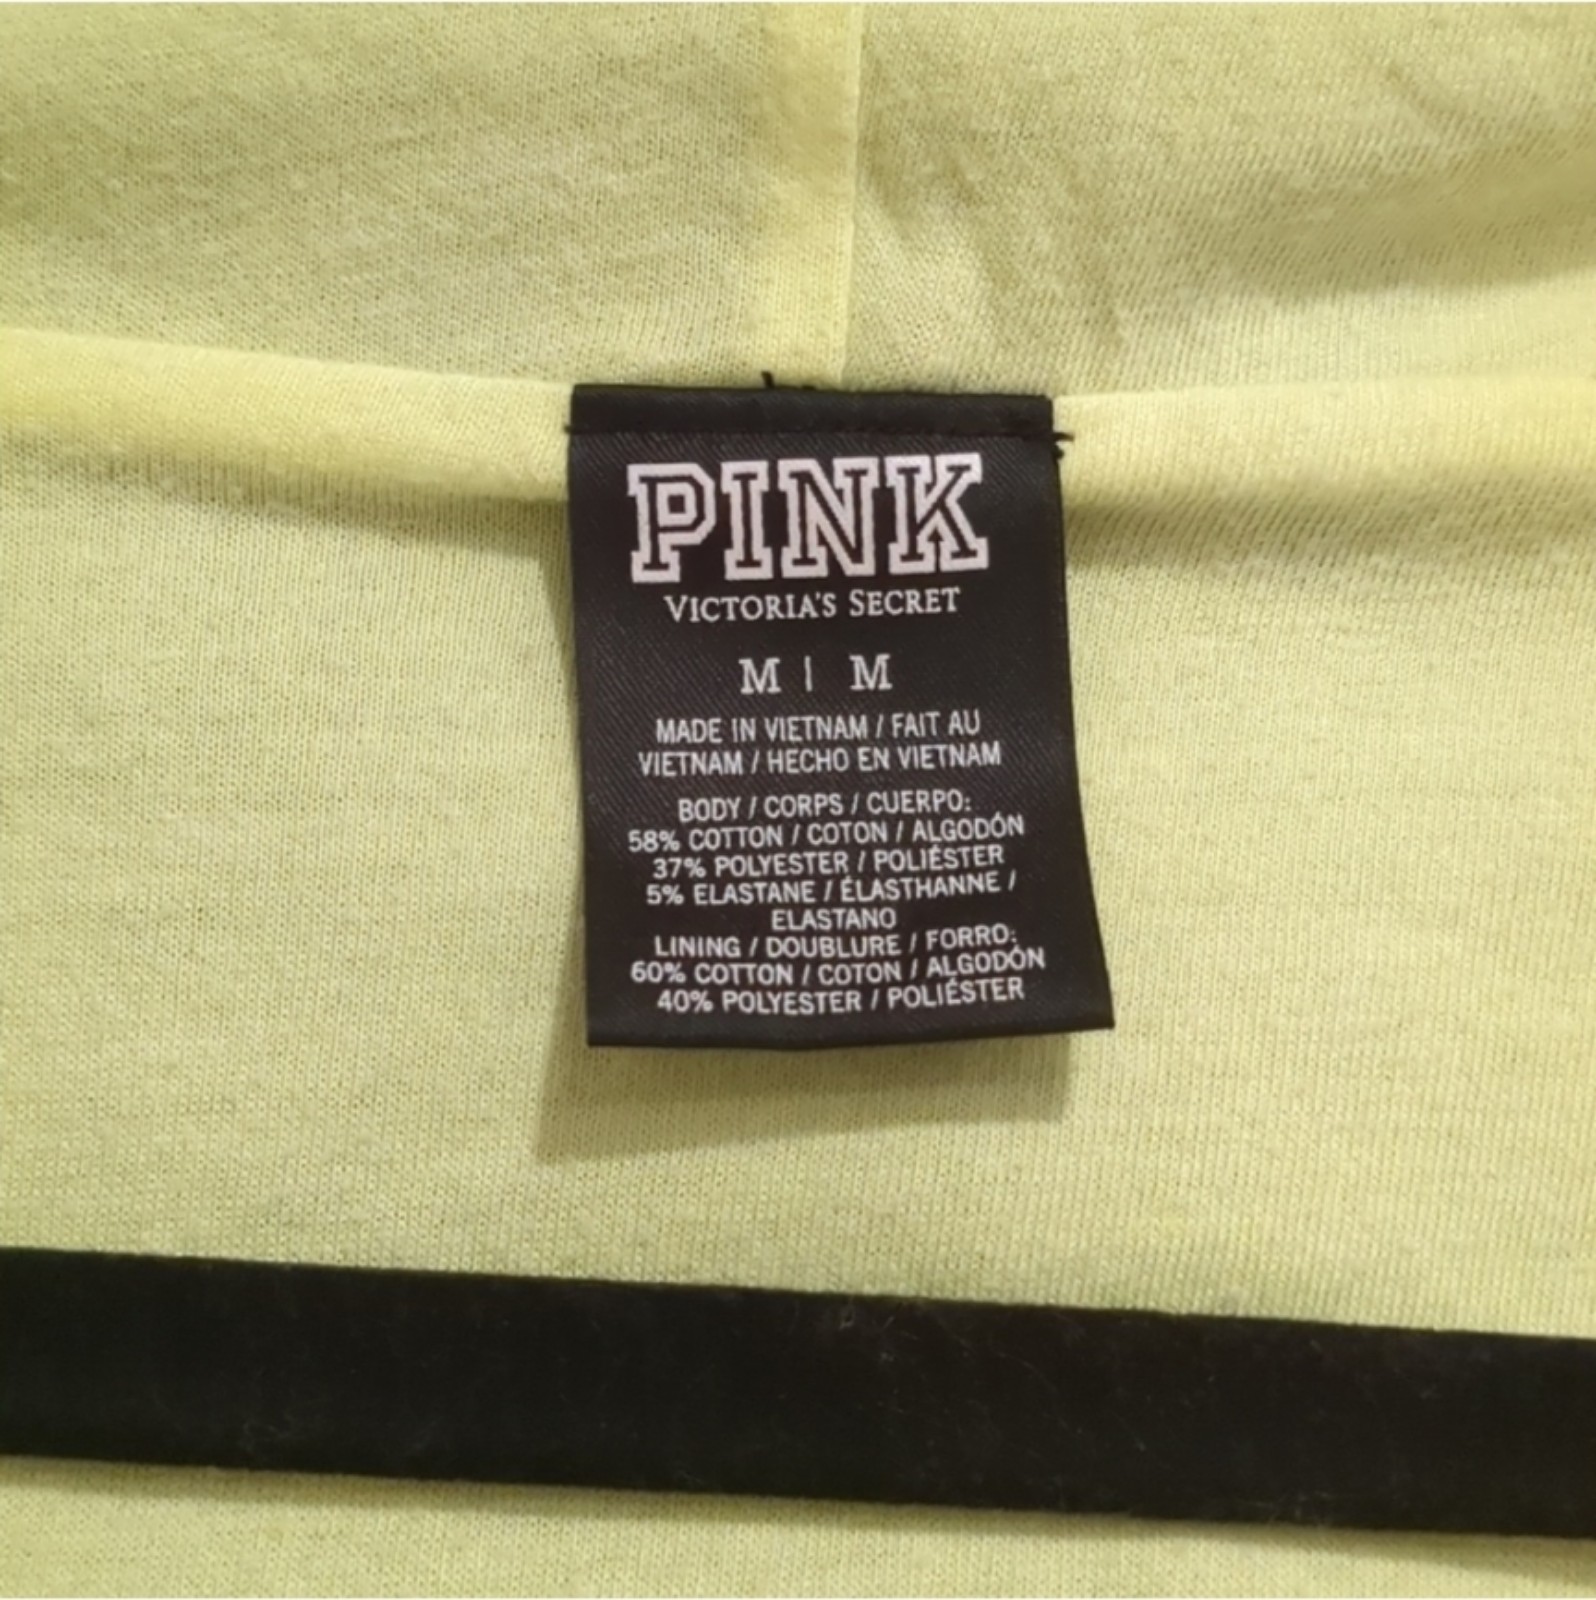 PINK
VICTORIA'S SECRET
M | M
MADE IN VIETNAM / FAIT AU
VIETNAM / HECHO EN VIETNAM
BODY / CORPS / CUERPO:
58% COTTON / COTON / ALGODÓN
37% POLYESTER / POLIÉSTER
5% ELASTANE / ÉLASTHANNE /
ELASTANO
LINING / DOUBLURE / FORRO:
60% COTTON / COTON / ALGODÓN
40% POLYESTER / POLIÉSTER